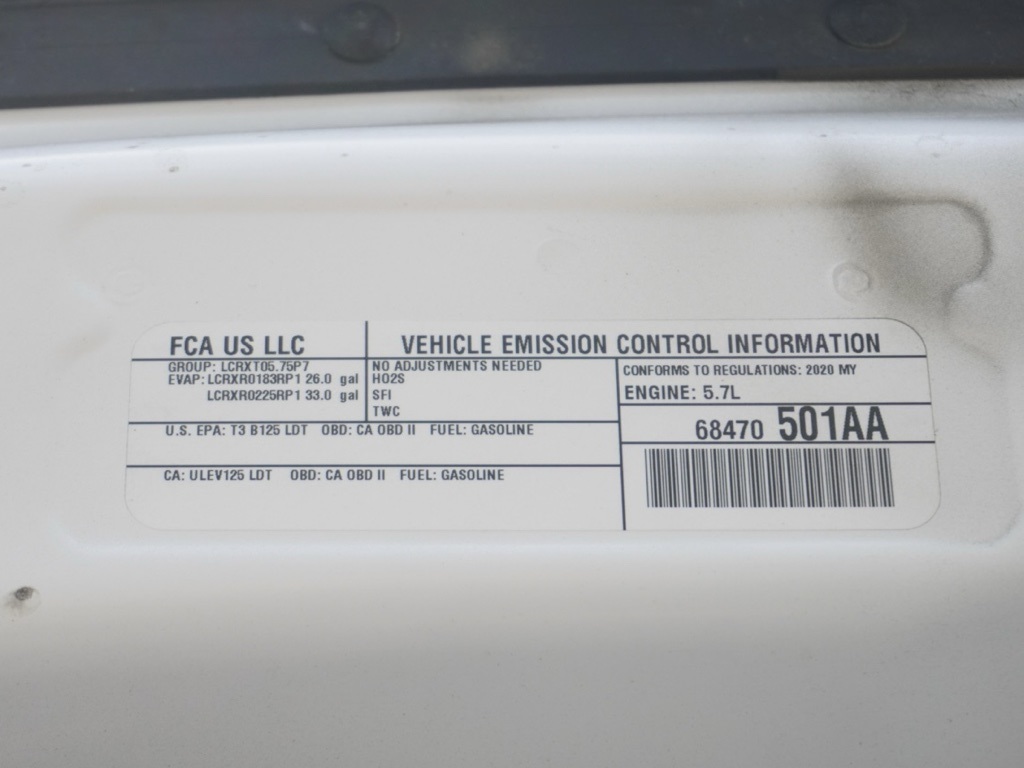 FCA US LLC
VEHICLE EMISSION CONTROL INFORMATION
GROUP: LCRXT05.75P7
EVAP: LCRXR0183RP1 26.0 gal
LCRXR0225RP1 33.0 gal
NO ADJUSTMENTS NEEDED
HO2S
SFI
TWC
CONFORMS TO REGULATIONS: 2020 MY
ENGINE: 5.7L
68470 501AA
U.S. EPA: T3 B125 LDT OBD: CA OBD II FUEL: GASOLINE
CA: ULEV125 LDT OBD: CA OBD II FUEL: GASOLINE